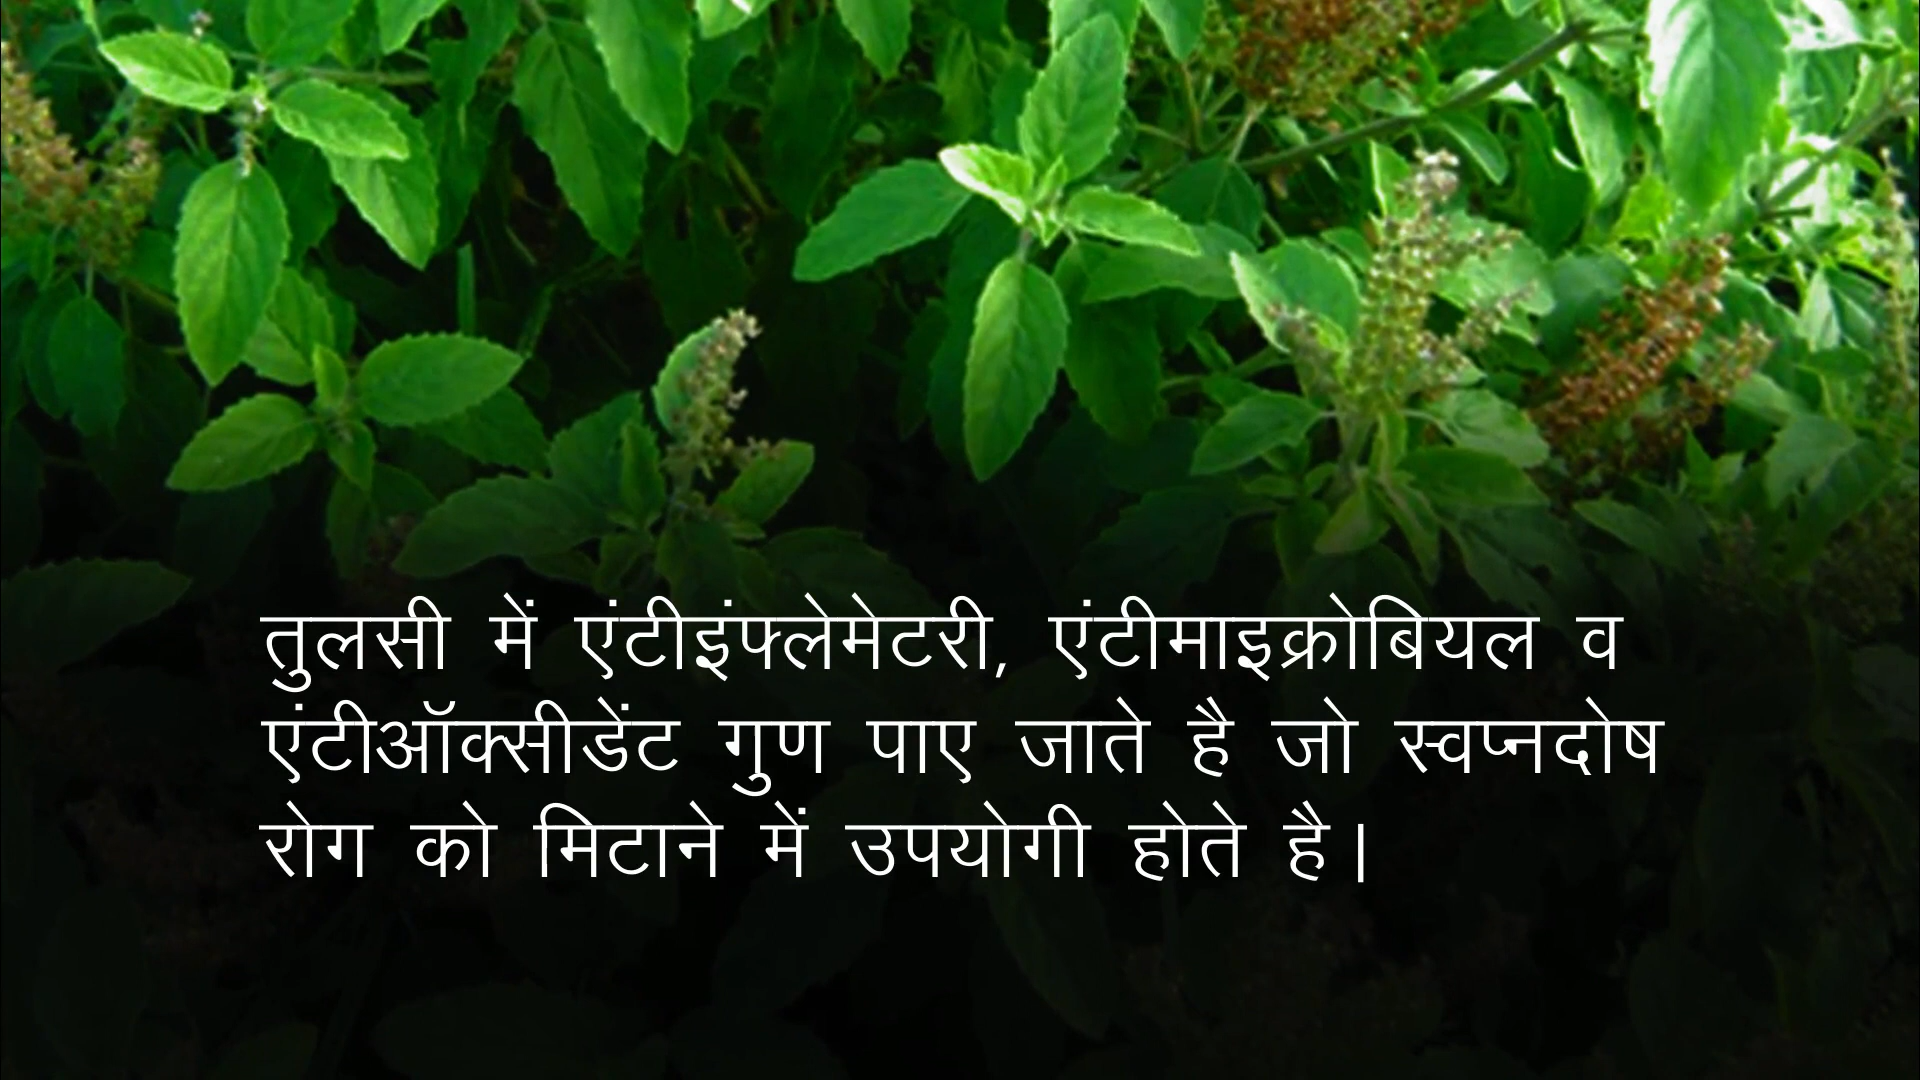 तुलसी में एंटीइंफ्लेमेटरी, एंटीमाइक्रोबियल व
एंटीऑक्सीडेंट गुण पाए जाते है जो स्वप्नदोष
रोग को मिटाने में उपयोगी होते है।